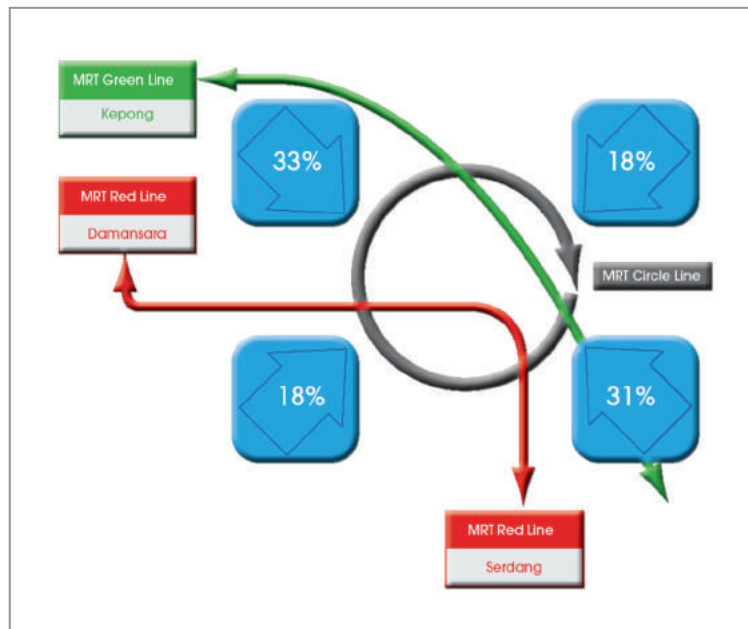 MRT Green Line
Kepong
33%
18%
MRT Red Line
Damansara
MRT Circle Line
18%
31%
MRT Red Line
Serdang